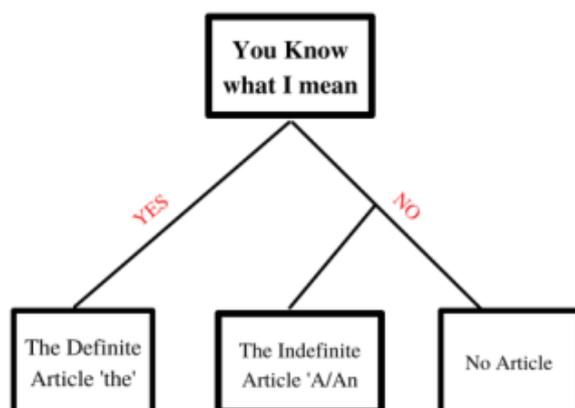 You Know
what I mean
YES
NO
The Definite
Article 'the'
The Indefinite
Article 'A/An
No Article